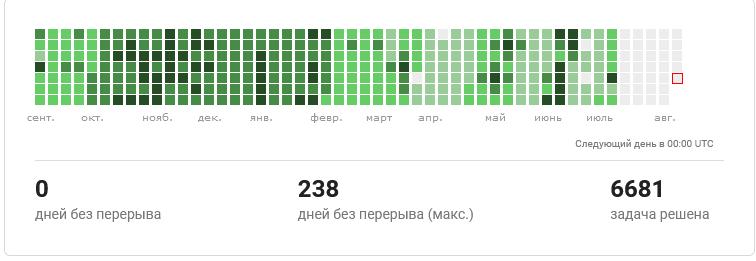 сент. окт. нояб. дек. янв. февр. март апр. май июнь июль авг.
Следующий день в 00:00 UTC
0 238 6681
дней без перерыва дней без перерыва (макс.) задача решена